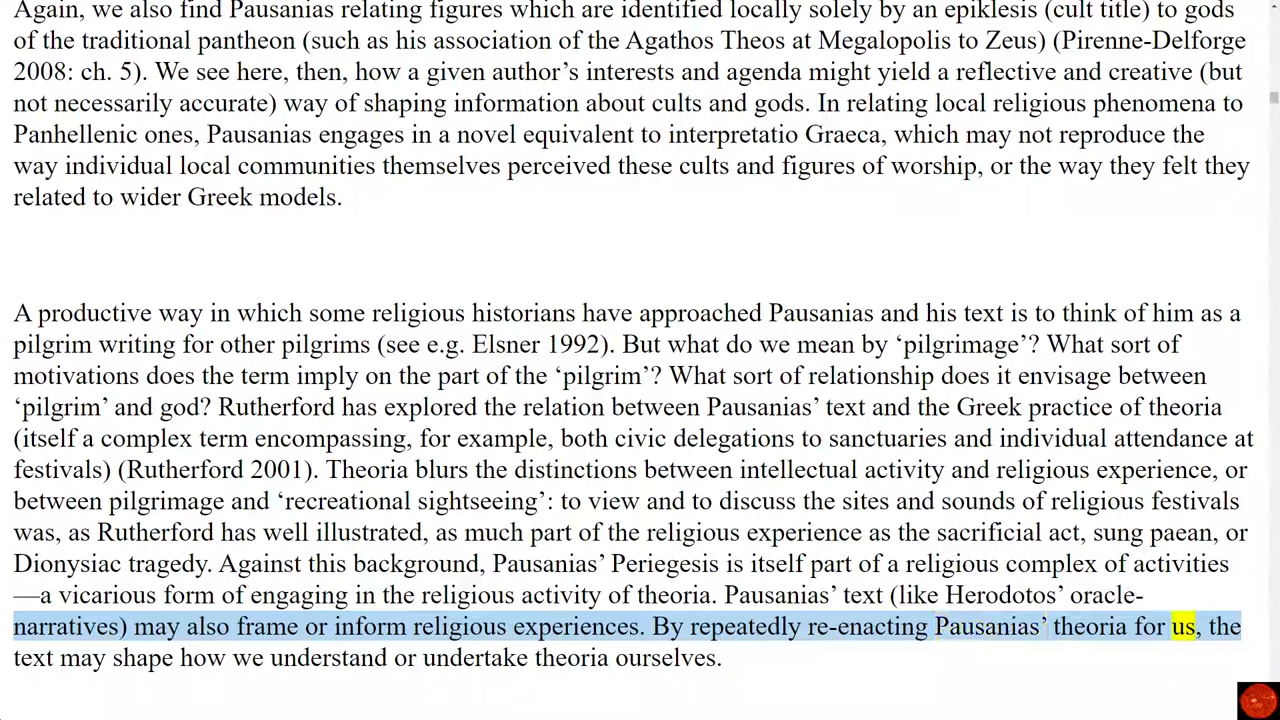 Again, we also find Pausanias relating figures which are identified locally solely by an epiklesis (cult title) to gods
of the traditional pantheon (such as his association of the Agathos Theos at Megalopolis to Zeus) (Pirenne-Delforge
2008: ch. 5). We see here, then, how a given author’s interests and agenda might yield a reflective and creative (but
not necessarily accurate) way of shaping information about cults and gods. In relating local religious phenomena to
Panhellenic ones, Pausanias engages in a novel equivalent to interpretatio Graeca, which may not reproduce the
way individual local communities themselves perceived these cults and figures of worship, or the way they felt they
related to wider Greek models.
A productive way in which some religious historians have approached Pausanias and his text is to think of him as a
pilgrim writing for other pilgrims (see e.g. Elsner 1992). But what do we mean by ‘pilgrimage’? What sort of
motivations does the term imply on the part of the ‘pilgrim’? What sort of relationship does it envisage between
‘pilgrim’ and god? Rutherford has explored the relation between Pausanias’ text and the Greek practice of theoria
(itself a complex term encompassing, for example, both civic delegations to sanctuaries and individual attendance at
festivals) (Rutherford 2001). Theoria blurs the distinctions between intellectual activity and religious experience, or
between pilgrimage and ‘recreational sightseeing’: to view and to discuss the sites and sounds of religious festivals
was, as Rutherford has well illustrated, as much part of the religious experience as the sacrificial act, sung paean, or
Dionysiac tragedy. Against this background, Pausanias’ Periegesis is itself part of a religious complex of activities
—a vicarious form of engaging in the religious activity of theoria. Pausanias’ text (like Herodotos’ oracle-
narratives) may also frame or inform religious experiences. By repeatedly re-enacting Pausanias’ theoria for us, the
text may shape how we understand or undertake theoria ourselves.